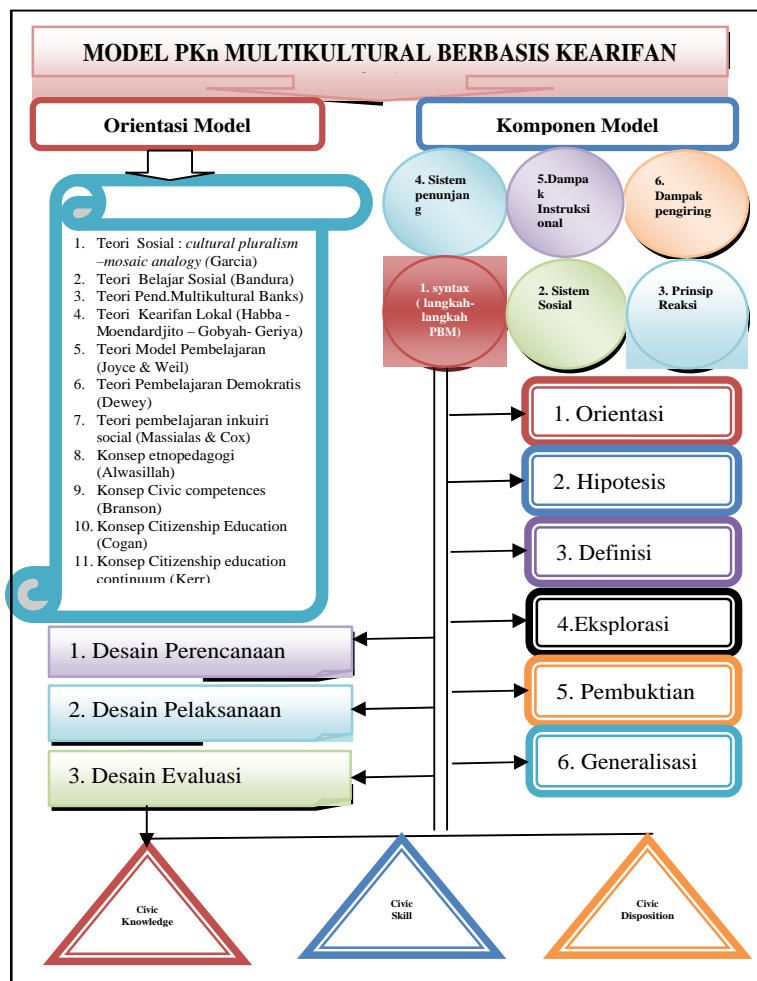 MODEL PKn MULTIKULTURAL BERBASIS KEARIFAN
Orientasi Model
Komponen Model
1. Teori Sosial : cultural pluralism
–mosaic analogy (Garcia)
2. Teori Belajar Sosial (Bandura)
3. Teori Pend.Multikultural Banks)
4. Teori Kearifan Lokal (Habba -
Moendardjito – Gobyah- Geriya)
5. Teori Model Pembelajaran
(Joyce & Weil)
6. Teori Pembelajaran Demokratis
(Dewey)
7. Teori pembelajaran inkuiri
social (Massialas & Cox)
8. Konsep etnopedagogi
(Alwasillah)
9. Konsep Civic competences
(Branson)
10. Konsep Citizenship Education
(Cogan)
11. Konsep Citizenship education
continuum (Kerr)
4. Sistem
penunjan
g
5.Dampa
k
Instruksi
onal
6.
Dampak
pengiring
1. syntax
( langkah-
langkah
PBM)
2. Sistem
Sosial
3. Prinsip
Reaksi
1. Orientasi
2. Hipotesis
3. Definisi
4.Eksplorasi
5. Pembuktian
6. Generalisasi
1. Desain Perencanaan
2. Desain Pelaksanaan
3. Desain Evaluasi
Civic
Knowledge
Civic
Skill
Civic
Disposition